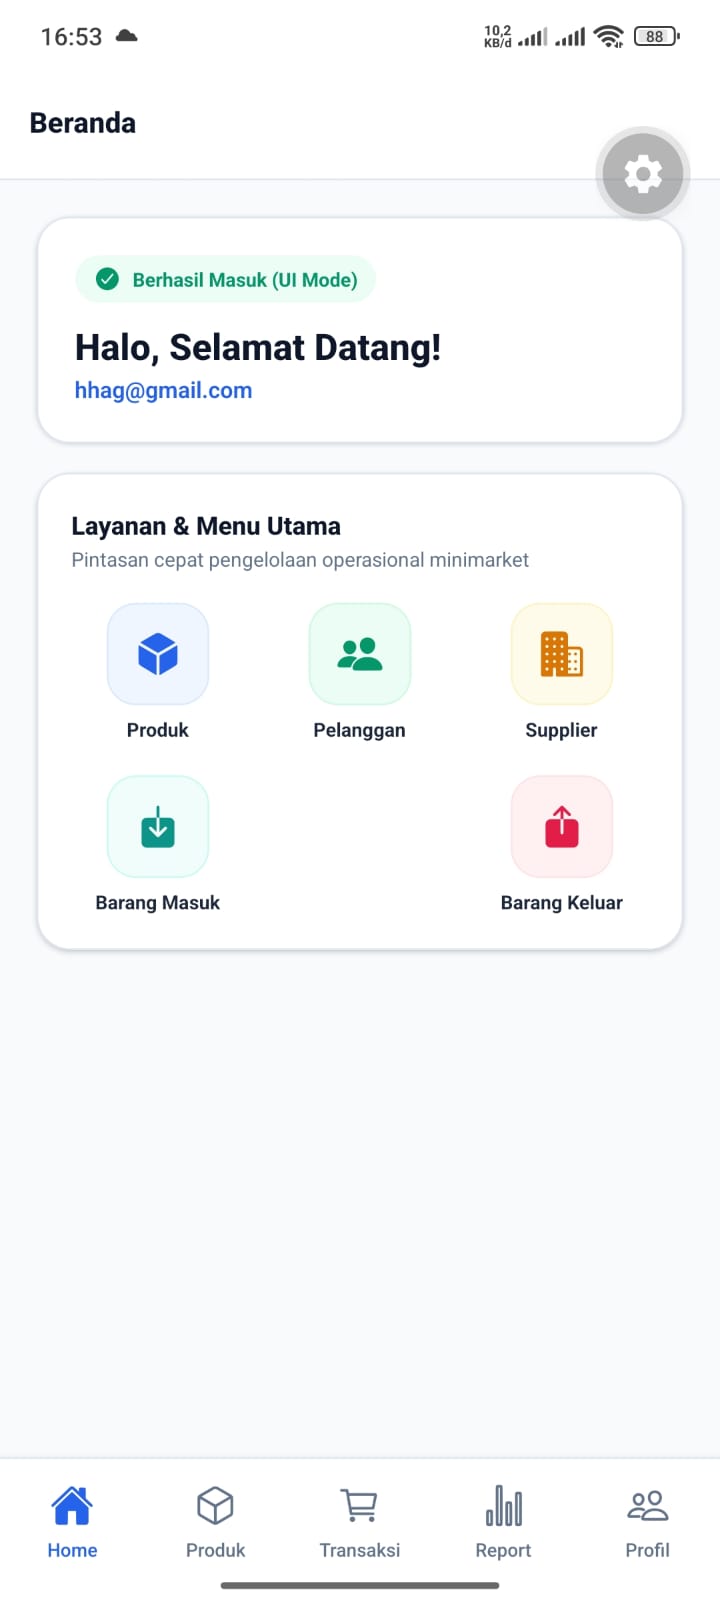 16:53
10,2
KB/d
88
Beranda
Berhasil Masuk (UI Mode)
Halo, Selamat Datang!
hhag@gmail.com
Layanan & Menu Utama
Pintasan cepat pengelolaan operasional minimarket
Produk
Pelanggan
Supplier
Barang Masuk
Barang Keluar
Home
Produk
Transaksi
Report
Profil